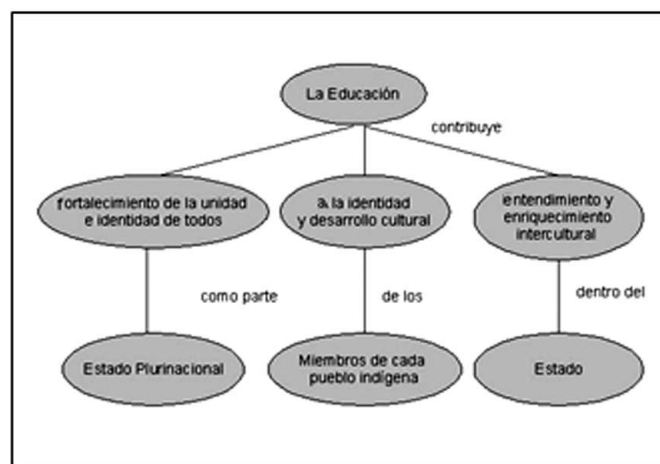 La Educación
contribuye
fortalecimiento de la unidad
e identidad de todos
a la identidad
y desarrollo cultural
entendimiento y
enriquecimiento
intercultural
como parte
de los
dentro del
Estado Plurinacional
Miembros de cada
pueblo indígena
Estado